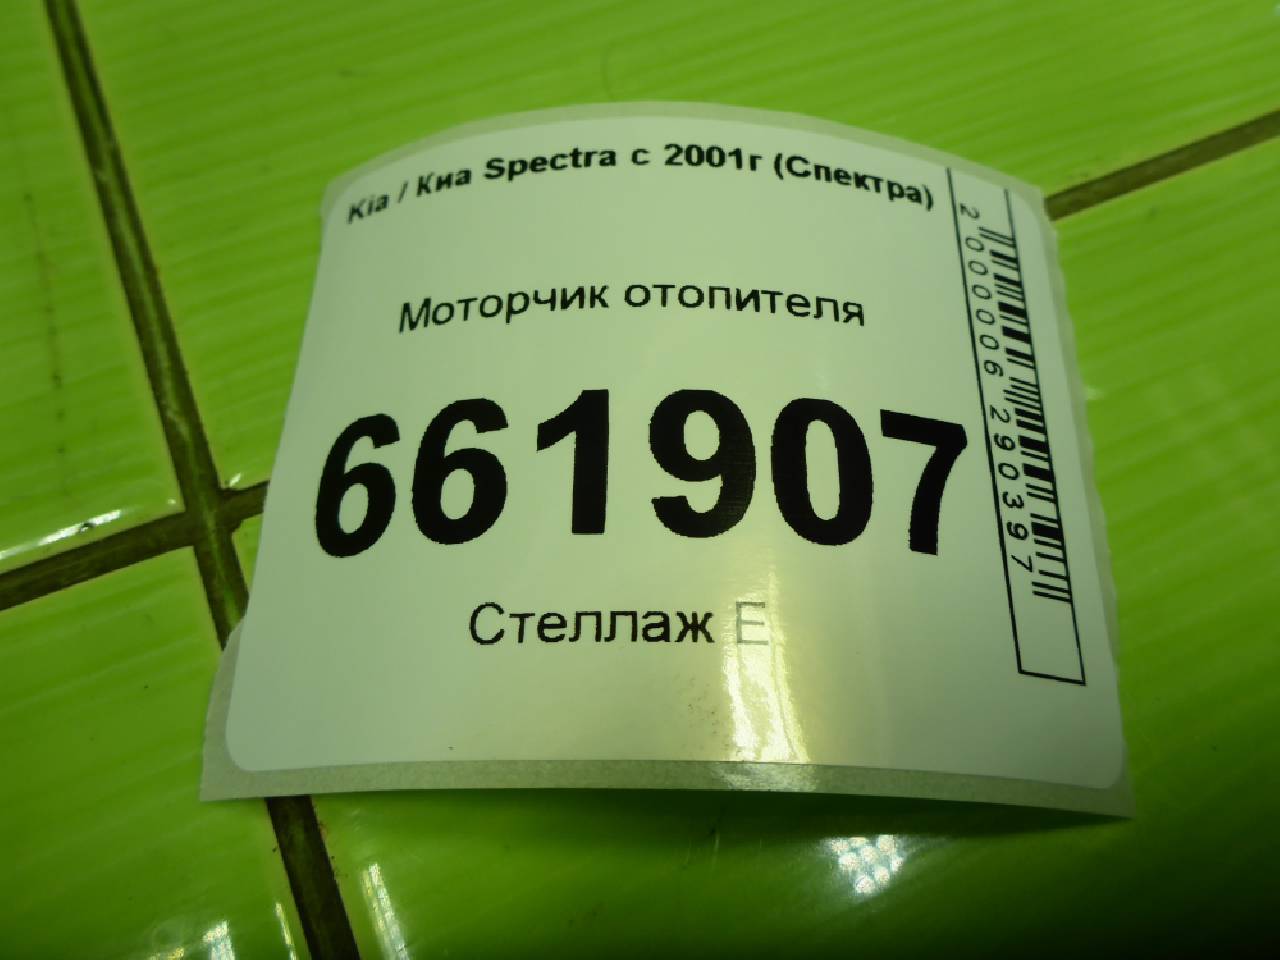 Kia / Киа Spectra с 2001г (Спектра)
Моторчик отопителя
661907
Стеллаж E
2000006290397